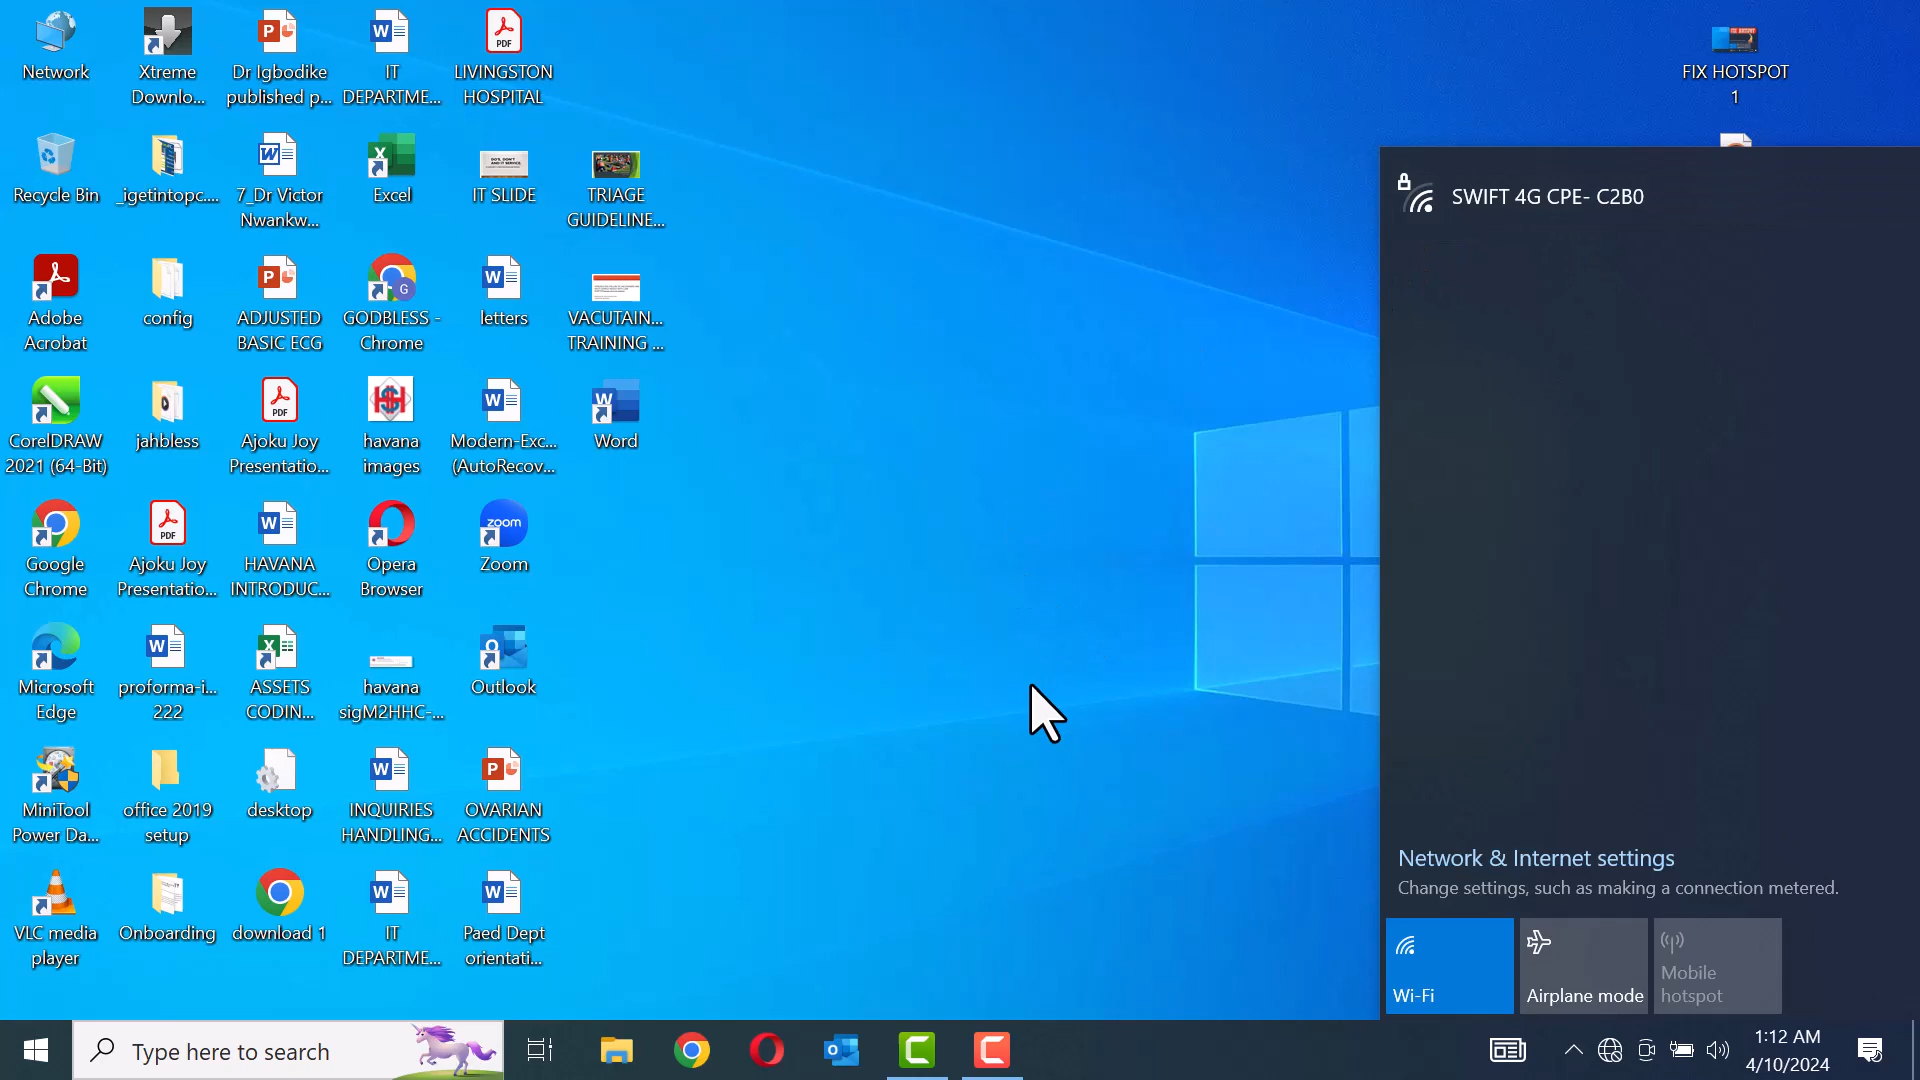 Network
Xtreme
Downlo...
Dr Igbodike
published p...
IT
DEPARTME...
LIVINGSTON
HOSPITAL
FIX HOTSPOT
1
Recycle Bin
_igetintopc....
7_Dr Victor
Nwankw...
Excel
IT SLIDE
TRIAGE
GUIDELINE...
Adobe
Acrobat
config
ADJUSTED
BASIC ECG
GODBLESS -
Chrome
letters
VACUTAIN...
TRAINING ...
CorelDRAW
2021 (64-Bit)
jahbless
Ajoku Joy
Presentatio...
havana
images
Modern-Exc...
(AutoRecov...
Word
Google
Chrome
Ajoku Joy
Presentatio...
HAVANA
INTRODUC...
Opera
Browser
zoom
Zoom
Microsoft
Edge
proforma-i...
222
ASSETS
CODIN...
havana
sigM2HHC-...
Outlook
MiniTool
Power Da...
office 2019
setup
desktop
INQUIRIES
HANDLING...
OVARIAN
ACCIDENTS
VLC media
player
Onboarding
download 1
IT
DEPARTME...
Paed Dept
orientati...
SWIFT 4G CPE- C2B0
Network & Internet settings
Change settings, such as making a connection metered.
Wi-Fi
Airplane mode
Mobile
hotspot
Type here to search
1:12 AM
4/10/2024